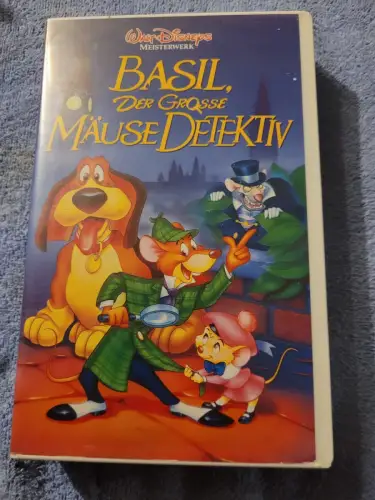 Walt Disneys
MEISTERWERK
BASIL,
DER GROSSE
MÄUSE DETEKTIV